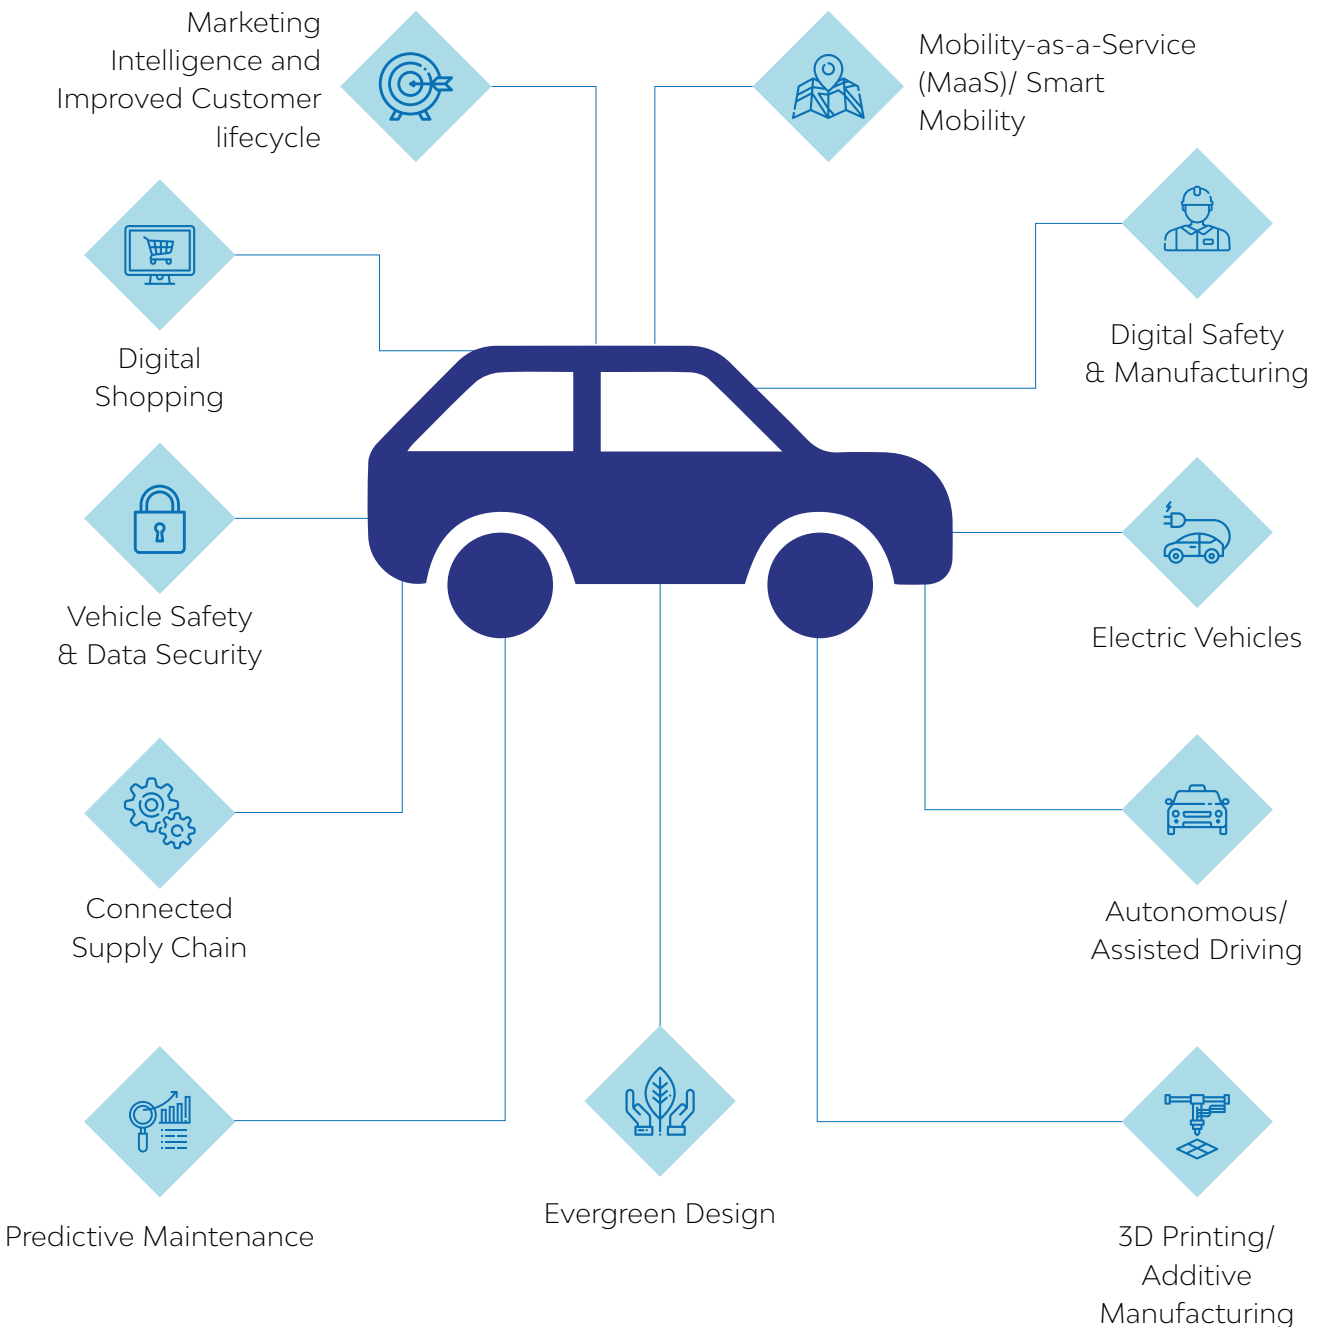 Marketing
Intelligence and
Improved Customer
lifecycle
Mobility-as-a-Service
(MaaS)/ Smart
Mobility
Digital
Shopping
Digital Safety
& Manufacturing
Vehicle Safety
& Data Security
Electric Vehicles
Connected
Supply Chain
Autonomous/
Assisted Driving
Predictive Maintenance
Evergreen Design
3D Printing/
Additive
Manufacturing